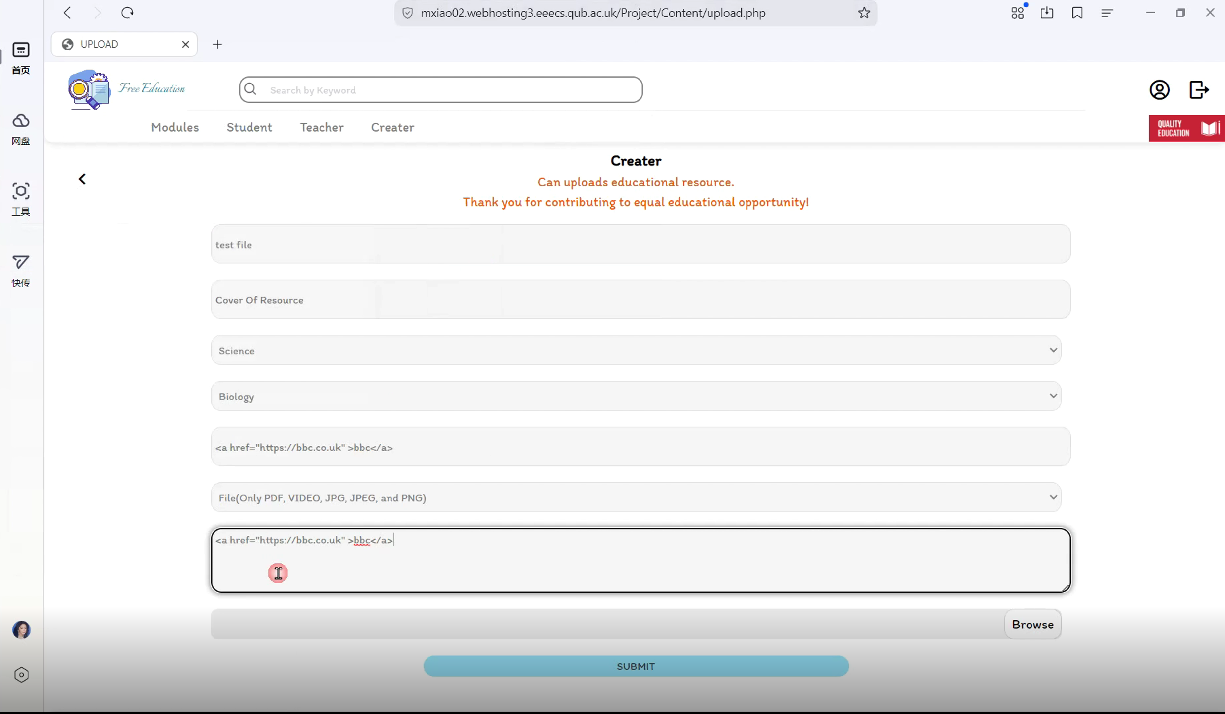 mxiao02.webhosting3.eeecs.qub.ac.uk/Project/Content/upload.php
UPLOAD
首页
网盘
工具
快传
Free Education
Search by Keyword
Modules
Student
Teacher
Creater
QUALITY
EDUCATION
Creater
Can uploads educational resource.
Thank you for contributing to equal educational opportunity!
test file
Cover Of Resource
Science
Biology
<a href="https://bbc.co.uk" >bbc</a>
File(Only PDF, VIDEO, JPG, JPEG, and PNG)
<a href="https://bbc.co.uk" >bbc</a>
Browse
SUBMIT